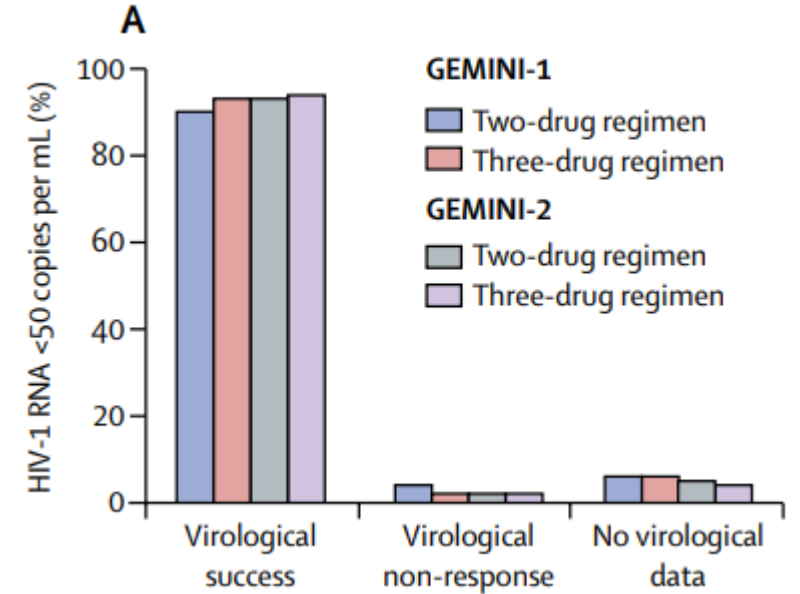 A
HIV-1 RNA <50 copies per mL (%)
100
80
60
40
20
0
GEMINI-1
Two-drug regimen
Three-drug regimen
GEMINI-2
Two-drug regimen
Three-drug regimen
Virological
success
Virological
non-response
No virological
data